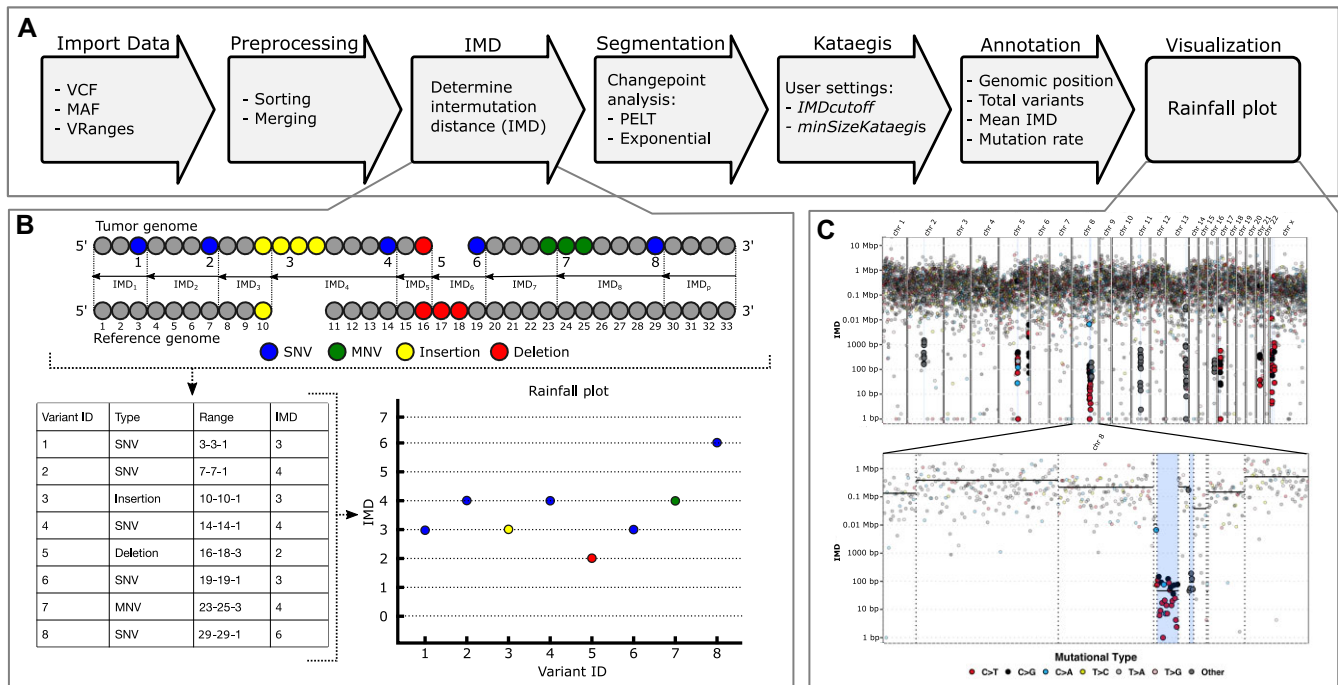 A
Import Data
- VCF
- MAF
- VRanges
Preprocessing
- Sorting
- Merging
IMD
Determine
intermutation
distance (IMD)
Segmentation
Changepoint
analysis:
- PELT
- Exponential
Kataegis
User settings:
- IMDcutoff
- minSizeKataegis
Annotation
- Genomic position
- Total variants
- Mean IMD
- Mutation rate
Visualization
Rainfall plot
B
Tumor genome
5' 3'
1 2 3 4 5 6 7 8
IMD1 IMD2 IMD3 IMD4 IMD5 IMD6 IMD7 IMD8 IMDp
5' 3'
1 2 3 4 5 6 7 8 9 10 11 12 13 14 15 16 17 18 19 20 21 22 23 24 25 26 27 28 29 30 31 32 33
Reference genome
SNV MNV Insertion Deletion
Variant ID Type Range IMD
1 SNV 3-3-1 3
2 SNV 7-7-1 4
3 Insertion 10-10-1 3
4 SNV 14-14-1 4
5 Deletion 16-18-3 2
6 SNV 19-19-1 3
7 MNV 23-25-3 4
8 SNV 29-29-1 6
Rainfall plot
IMD
7
6
5
4
3
2
1
0
1 2 3 4 5 6 7 8
Variant ID
C
chr 1 chr 2 chr 3 chr 4 chr 5 chr 6 chr 7 chr 8 chr 9 chr 10 chr 11 chr 12 chr 13 chr 14 chr 15 chr 16 chr 17 chr 18 chr 19 chr 20 chr 21 chr 22 chr x
IMD
10 Mbp
1 Mbp
0.1 Mbp
0.01 Mbp
1000 bp
100 bp
10 bp
1 bp
chr 8
IMD
1 Mbp
0.1 Mbp
0.01 Mbp
1000 bp
100 bp
10 bp
1 bp
Mutational Type
C>T C>G C>A T>C T>A T>G Other